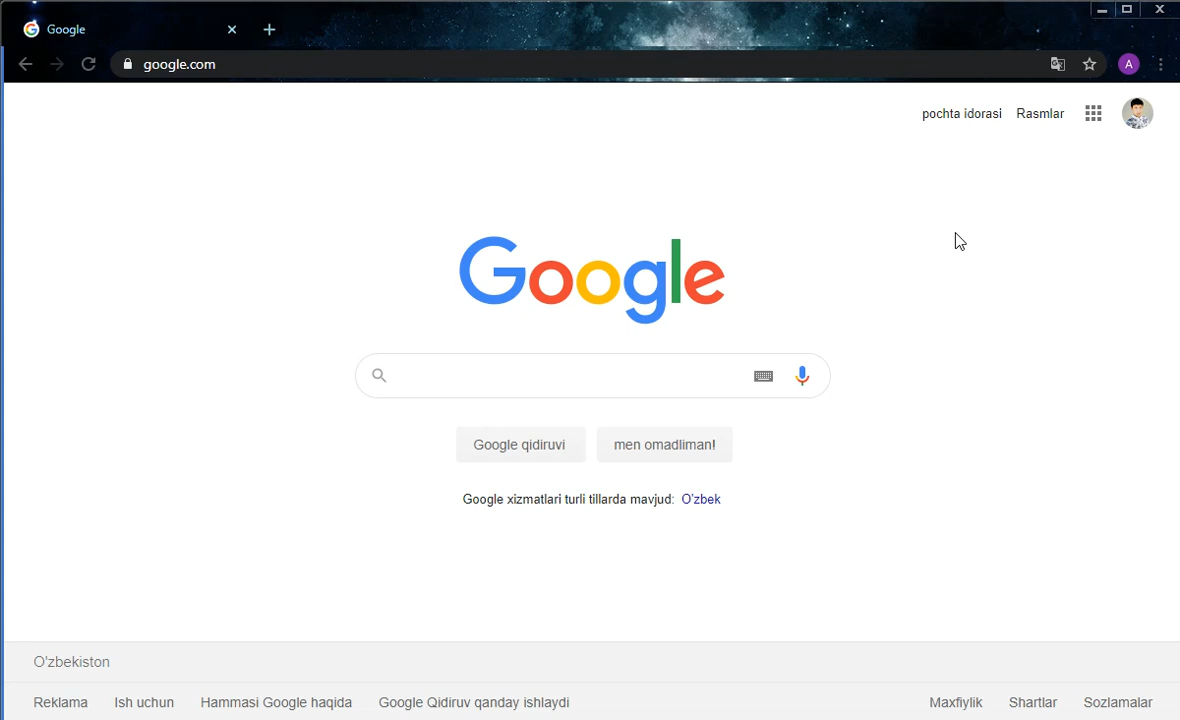 Google
google.com
A
pochta idorasi Rasmlar
Google
Google qidiruvi men omadliman!
Google xizmatlari turli tillarda mavjud: O'zbek
O'zbekiston
Reklama Ish uchun Hammasi Google haqida Google Qidiruv qanday ishlaydi Maxfiylik Shartlar Sozlamalar